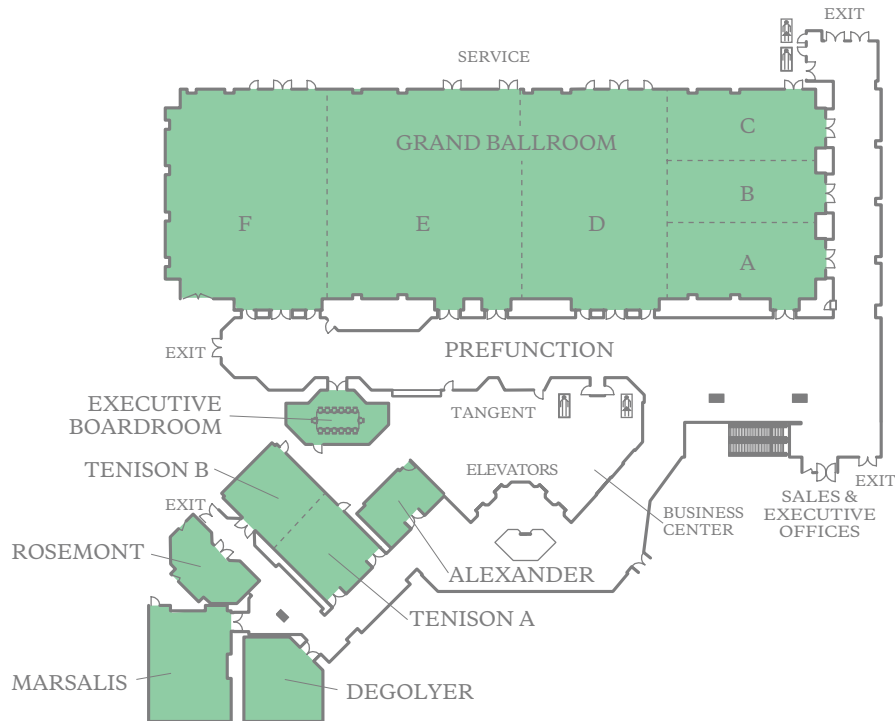 EXIT
SERVICE
C
GRAND BALLROOM
B
F
E
D
A
EXIT
PREFUNCTION
EXECUTIVE
BOARDROOM
TANGENT
TENISON B
ELEVATORS
EXIT
SALES &
EXECUTIVE
OFFICES
EXIT
BUSINESS
CENTER
ROSEMONT
ALEXANDER
TENISON A
MARSALIS
DEGOLYER